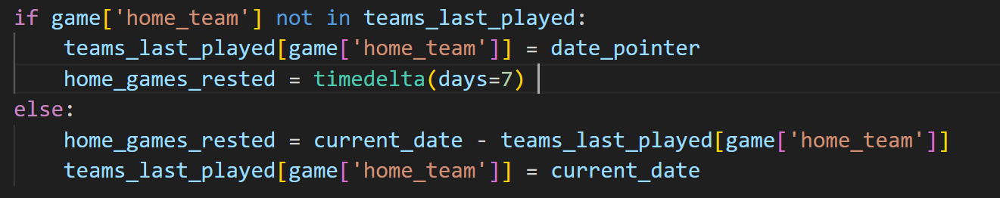 if game['home_team'] not in teams_last_played:
    teams_last_played[game['home_team']] = date_pointer
    home_games_rested = timedelta(days=7)
else:
    home_games_rested = current_date - teams_last_played[game['home_team']]
    teams_last_played[game['home_team']] = current_date